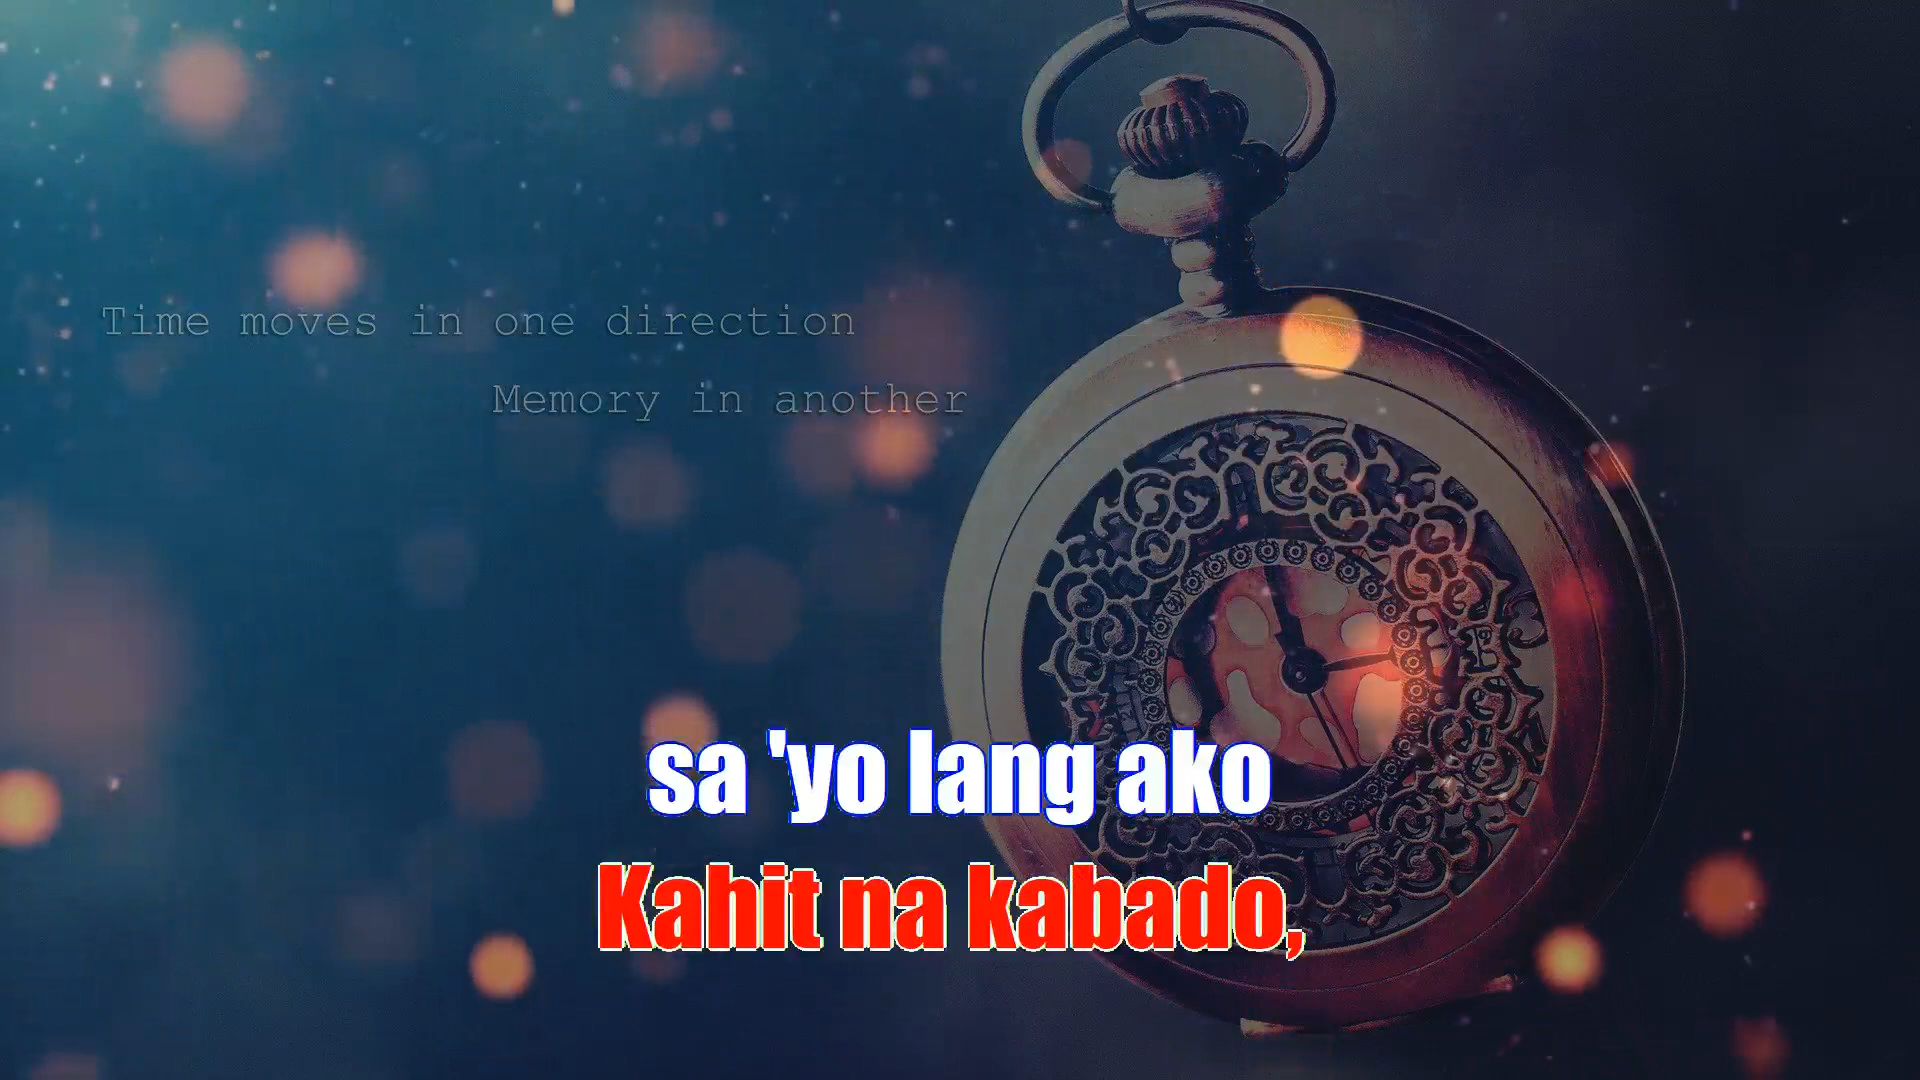 Time moves in one direction
Memory in another
sa 'yo lang ako
Kahit na kabado,